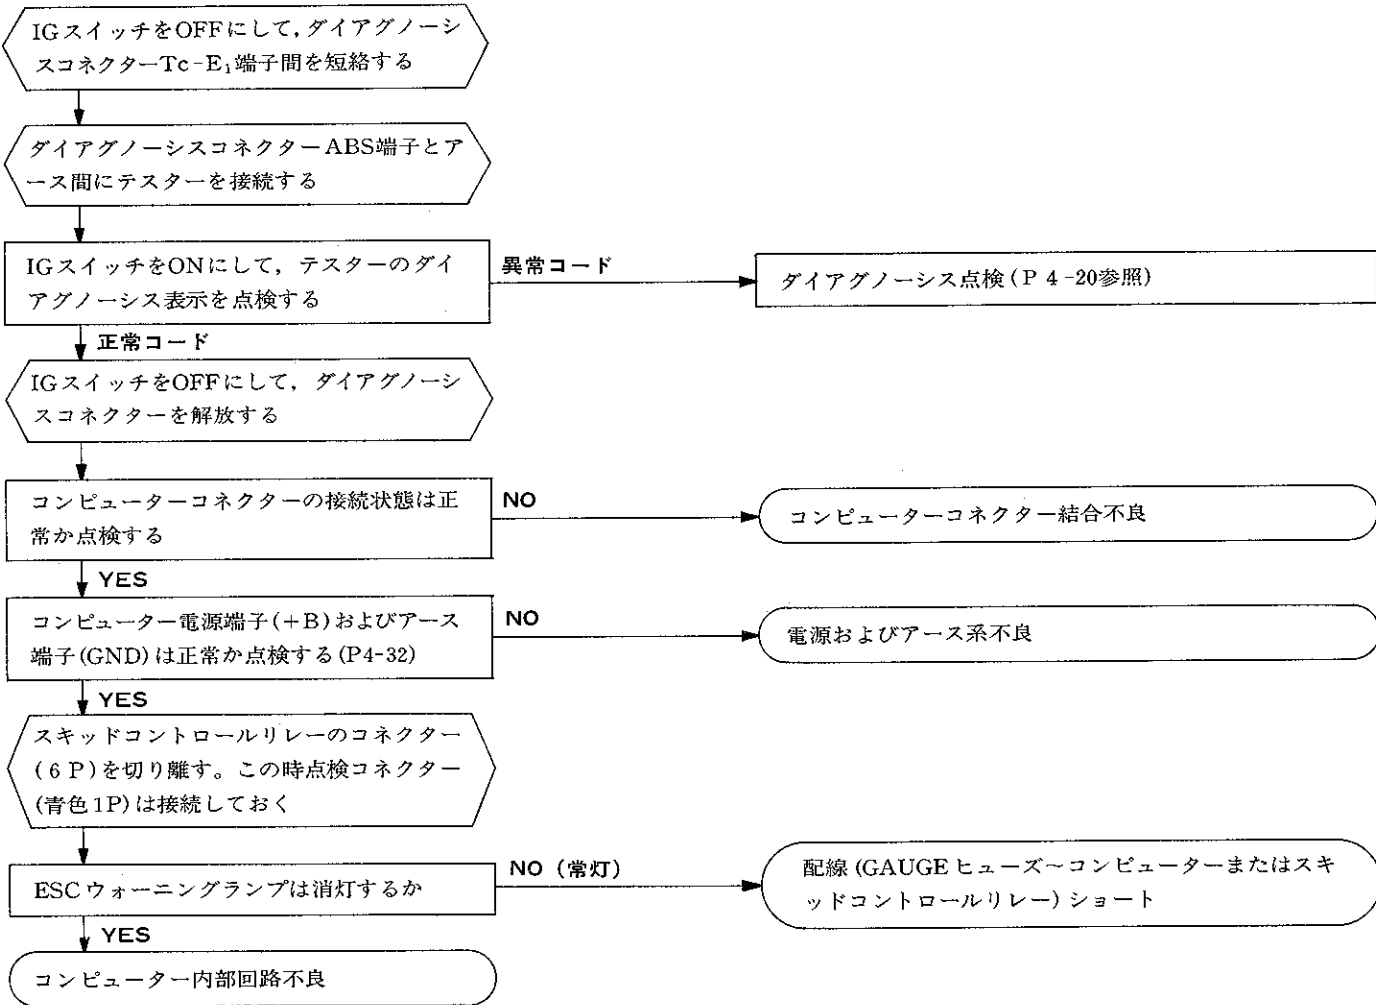 IGスイッチをOFFにして,ダイアグノーシ
スコネクターTc-E₁端子間を短絡する
ダイアグノーシスコネクターABS端子とア
ース間にテスターを接続する
IGスイッチをONにして,テスターのダイ
アグノーシス表示を点検する
異常コード
ダイアグノーシス点検(P 4-20参照)
正常コード
IGスイッチをOFFにして,ダイアグノーシ
スコネクターを解放する
コンピューターコネクターの接続状態は正
常か点検する
NO
コンピューターコネクター結合不良
YES
コンピューター電源端子(+B)およびアース
端子(GND)は正常か点検する(P4-32)
NO
電源およびアース系不良
YES
スキッドコントロールリレーのコネクター
(6 P)を切り離す。この時点検コネクター
(青色1P)は接続しておく
ESCウォーニングランプは消灯するか
NO (常灯)
配線(GAUGEヒューズ~コンピューターまたはスキ
ッドコントロールリレー)ショート
YES
コンピューター内部回路不良